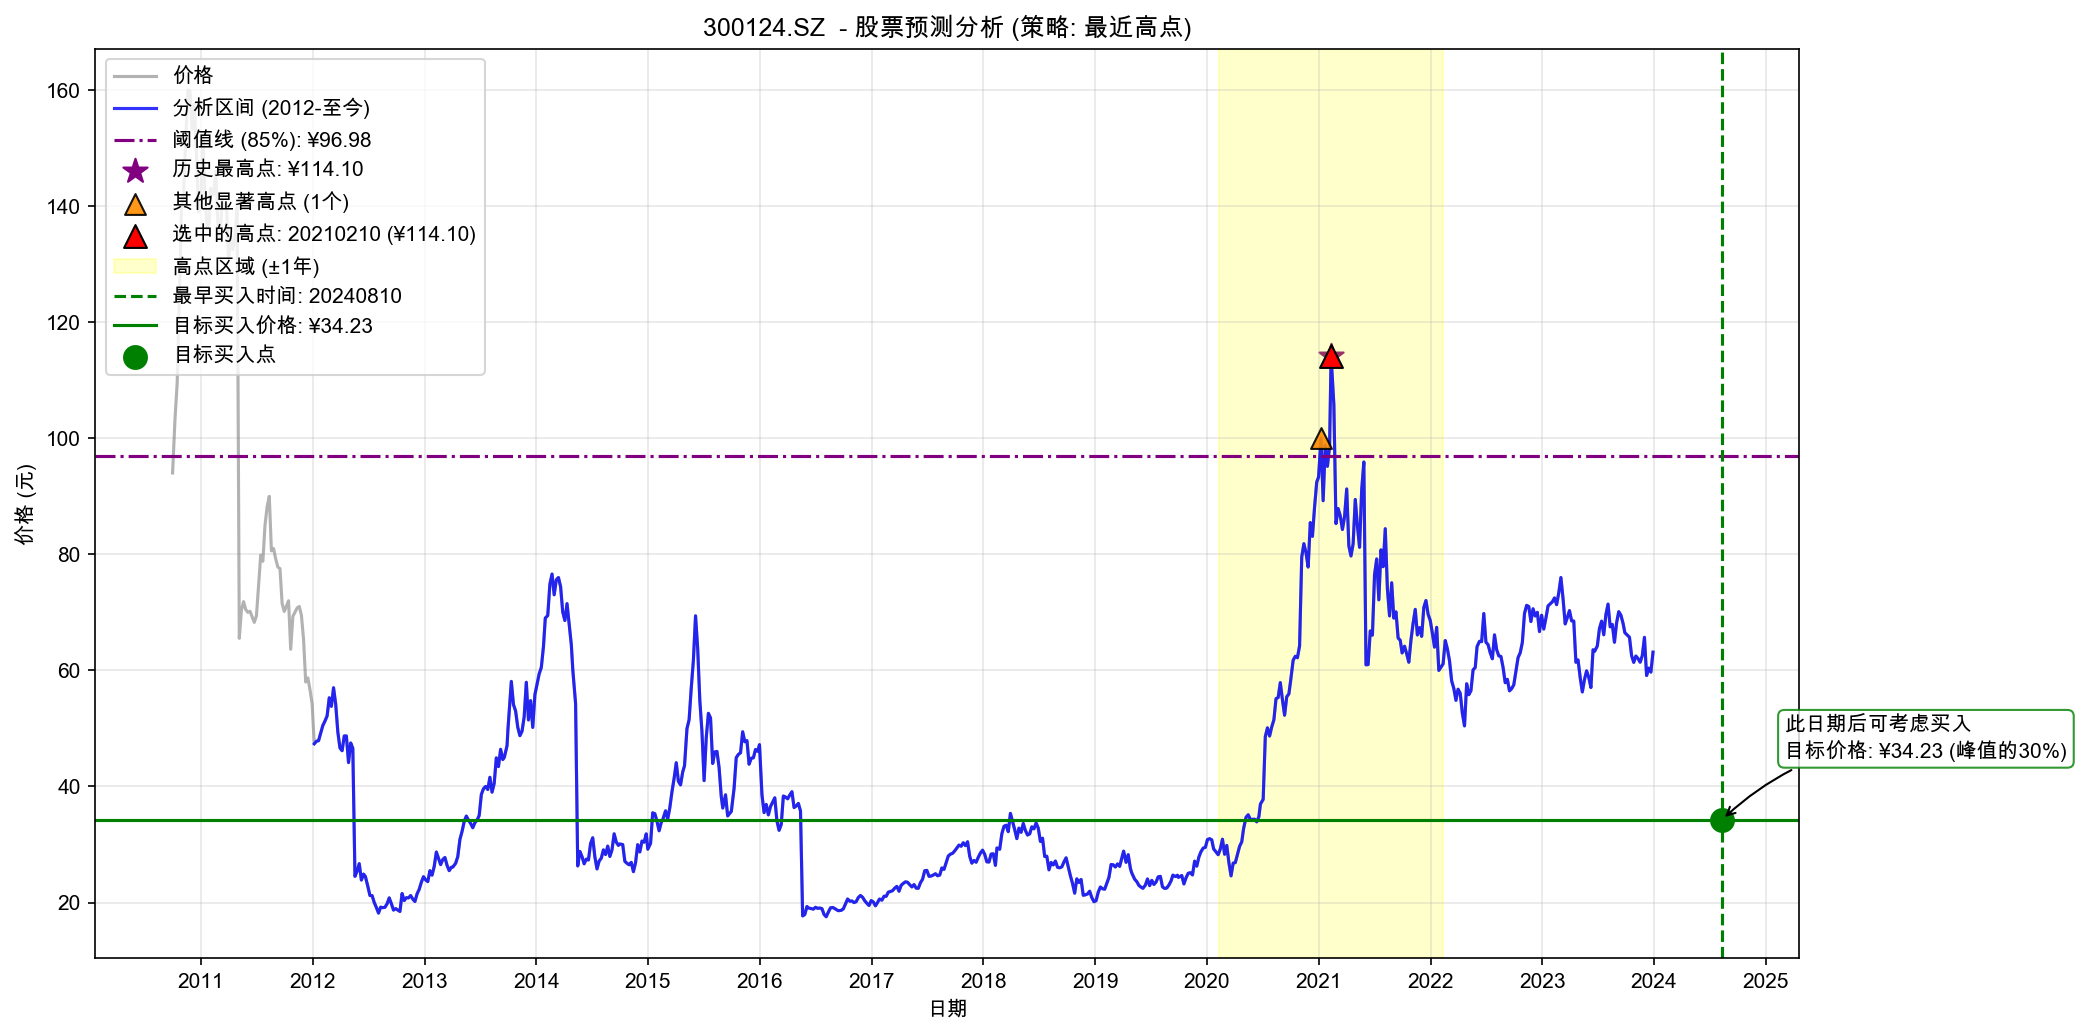 300124.SZ  - 股票预测分析 (策略: 最近高点)
价格
分析区间 (2012-至今)
阈值线 (85%): ¥96.98
历史最高点: ¥114.10
其他显著高点 (1个)
选中的高点: 20210210 (¥114.10)
高点区域 (±1年)
最早买入时间: 20240810
目标买入价格: ¥34.23
目标买入点
160
140
120
100
80
60
40
20
价格 (元)
此日期后可考虑买入
目标价格: ¥34.23 (峰值的30%)
2011
2012
2013
2014
2015
2016
2017
2018
2019
2020
2021
2022
2023
2024
2025
日期